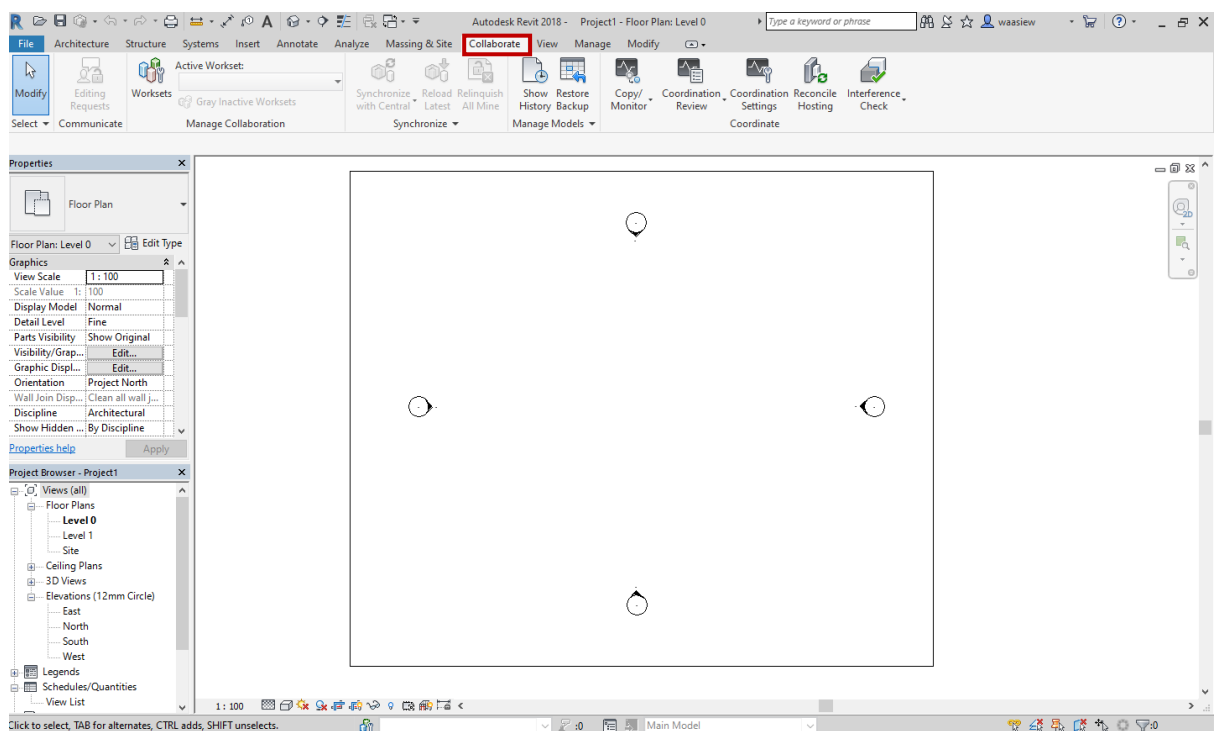 Autodesk Revit 2018 - Project1 - Floor Plan: Level 0
Type a keyword or phrase
waasiew
File Architecture Structure Systems Insert Annotate Analyze Massing & Site Collaborate View Manage Modify
Modify
Editing
Requests
Worksets
Active Workset:
Gray Inactive Worksets
Synchronize
with Central
Reload
Latest
Relinquish
All Mine
Show
History
Restore
Backup
Copy/
Monitor
Coordination
Review
Coordination
Settings
Reconcile
Hosting
Interference
Check
Select Communicate Manage Collaboration Synchronize Manage Models Coordinate
Properties
Floor Plan
Floor Plan: Level 0 Edit Type
Graphics
View Scale 1 : 100
Scale Value 1: 100
Display Model Normal
Detail Level Fine
Parts Visibility Show Original
Visibility/Grap... Edit...
Graphic Displ... Edit...
Orientation Project North
Wall Join Disp... Clean all wall j...
Discipline Architectural
Show Hidden ... By Discipline
Properties help Apply
2D
Project Browser - Project1
Views (all)
Floor Plans
Level 0
Level 1
Site
Ceiling Plans
3D Views
Elevations (12mm Circle)
East
North
South
West
Legends
Schedules/Quantities
View List
1 : 100
Click to select, TAB for alternates, CTRL adds, SHIFT unselects.
:0
Main Model
:0